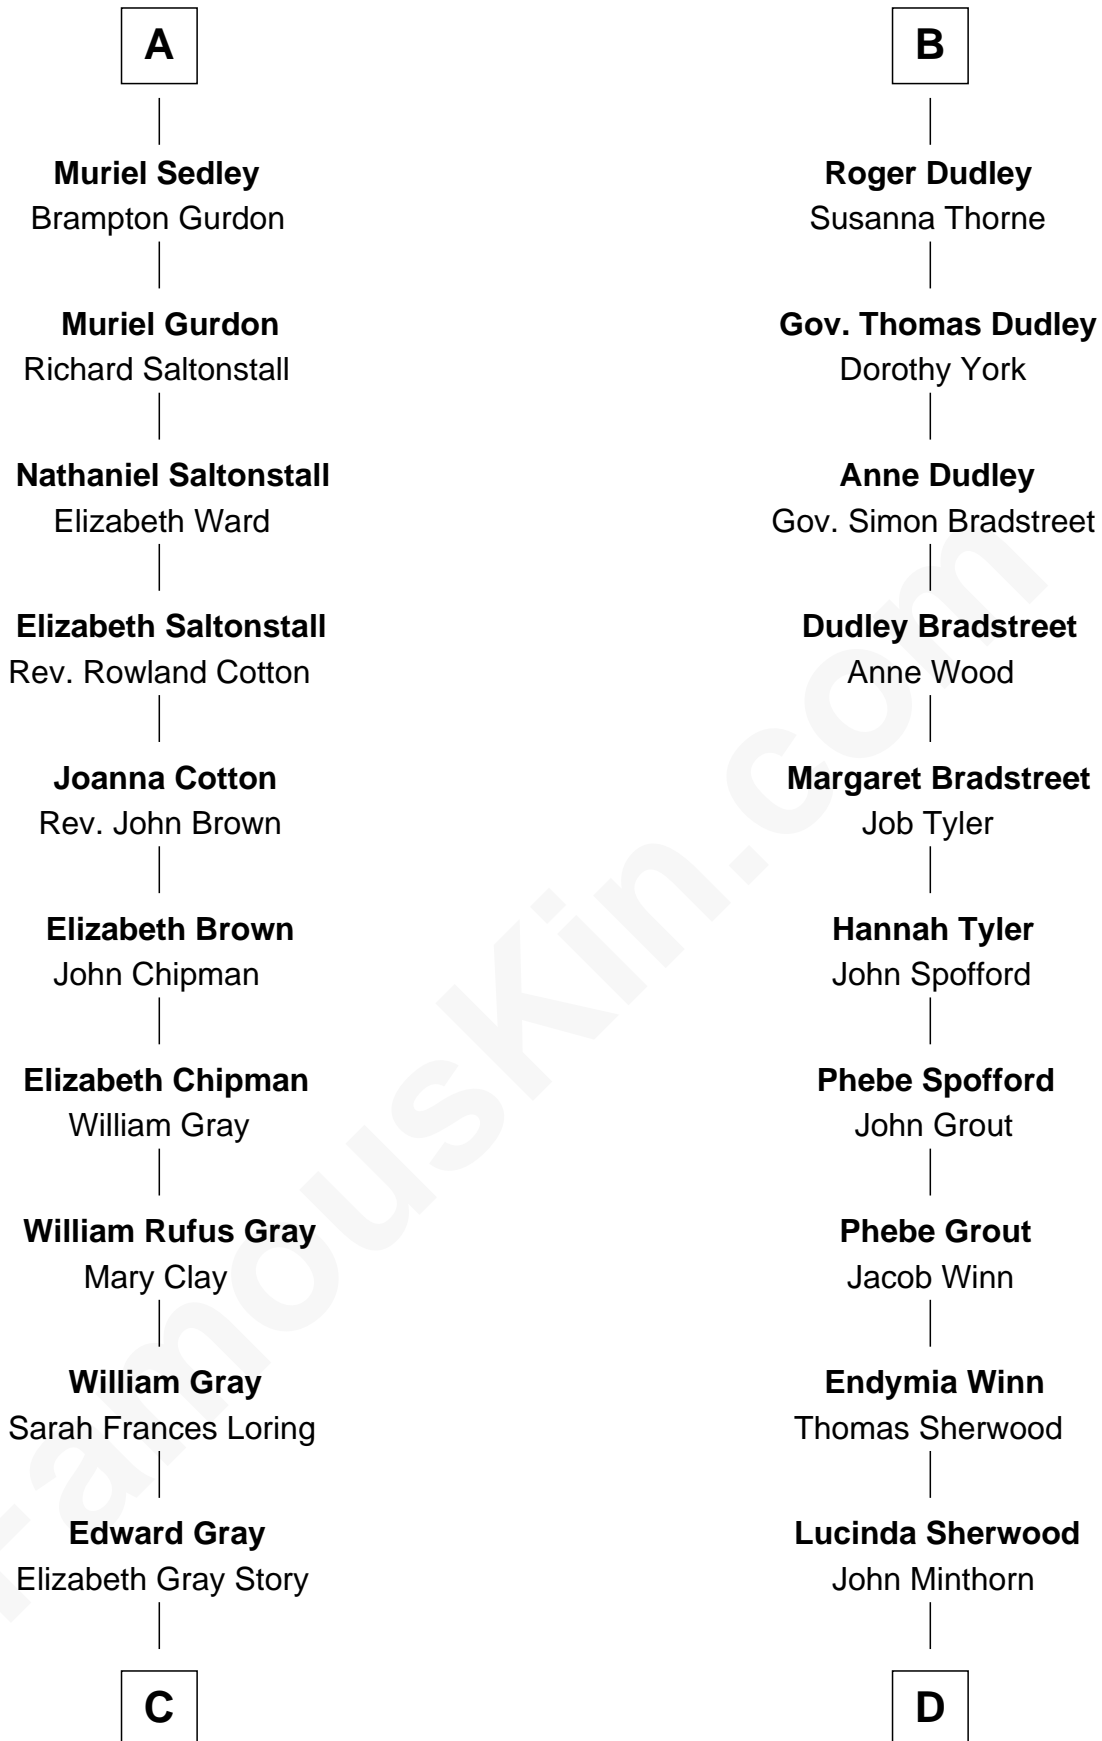 A
Muriel Sedley
Brampton Gurdon
Muriel Gurdon
Richard Saltonstall
Nathaniel Saltonstall
Elizabeth Ward
Elizabeth Saltonstall
Rev. Rowland Cotton
Joanna Cotton
Rev. John Brown
Elizabeth Brown
John Chipman
Elizabeth Chipman
William Gray
William Rufus Gray
Mary Clay
William Gray
Sarah Frances Loring
Edward Gray
Elizabeth Gray Story
C
B
Roger Dudley
Susanna Thorne
Gov. Thomas Dudley
Dorothy York
Anne Dudley
Gov. Simon Bradstreet
Dudley Bradstreet
Anne Wood
Margaret Bradstreet
Job Tyler
Hannah Tyler
John Spofford
Phebe Spofford
John Grout
Phebe Grout
Jacob Winn
Endymia Winn
Thomas Sherwood
Lucinda Sherwood
John Minthorn
D
FamousKin.com